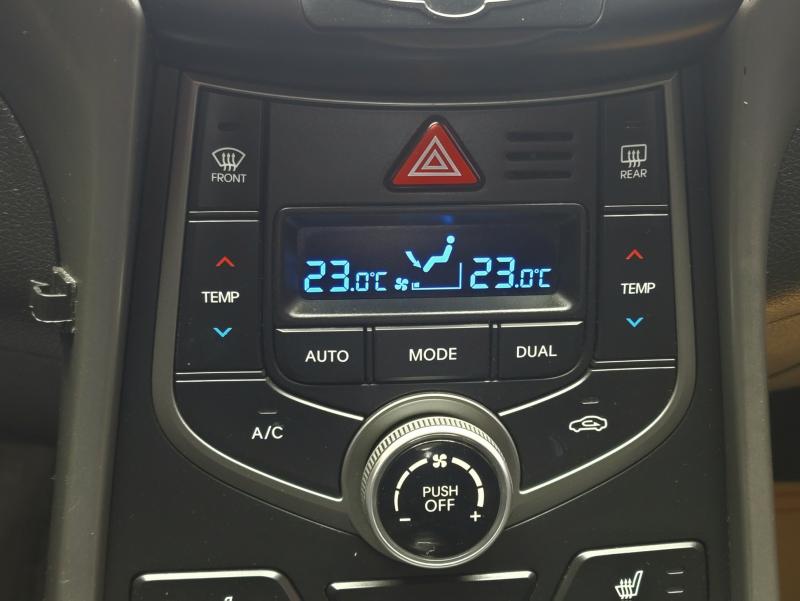 FRONT
REAR
TEMP
23.0℃
23.0℃
TEMP
AUTO
MODE
DUAL
A/C
PUSH
OFF
- +